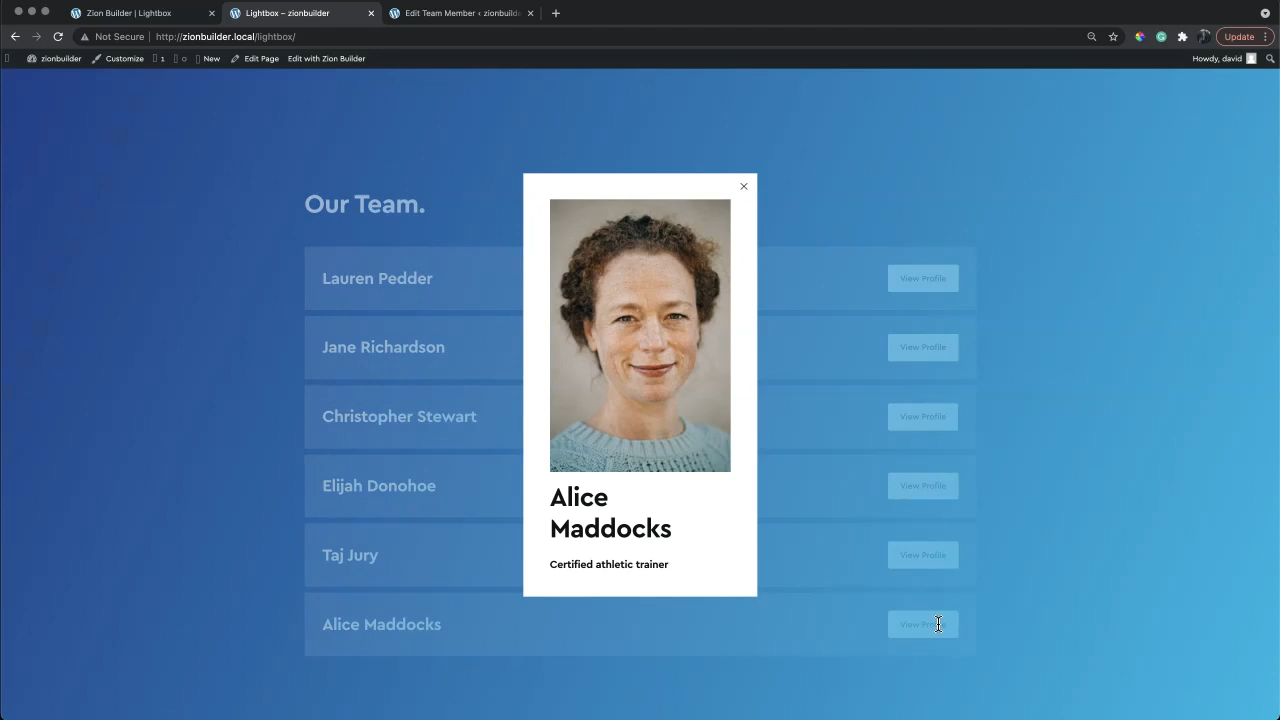 Zion Builder | Lightbox
Lightbox – zionbuilder
Edit Team Member ‹ zionbuilde
Not Secure | http://zionbuilder.local/lightbox/
Update
zionbuilder
Customize
1
0
New
Edit Page
Edit with Zion Builder
Howdy, david
Our Team.
Lauren Pedder
View Profile
Jane Richardson
View Profile
Christopher Stewart
View Profile
Elijah Donohoe
View Profile
Taj Jury
View Profile
Alice Maddocks
View Profile
Alice
Maddocks
Certified athletic trainer